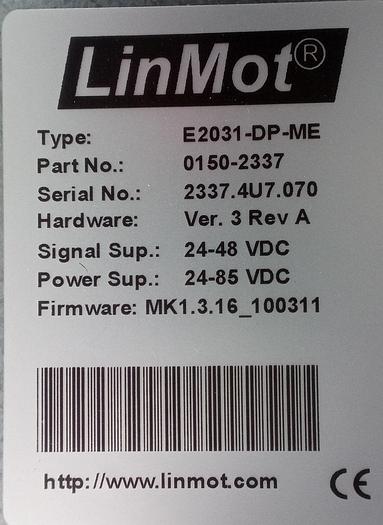 LinMot®
Type: E2031-DP-ME
Part No.: 0150-2337
Serial No.: 2337.4U7.070
Hardware: Ver. 3 Rev A
Signal Sup.: 24-48 VDC
Power Sup.: 24-85 VDC
Firmware: MK1.3.16_100311
http://www.linmot.com CE